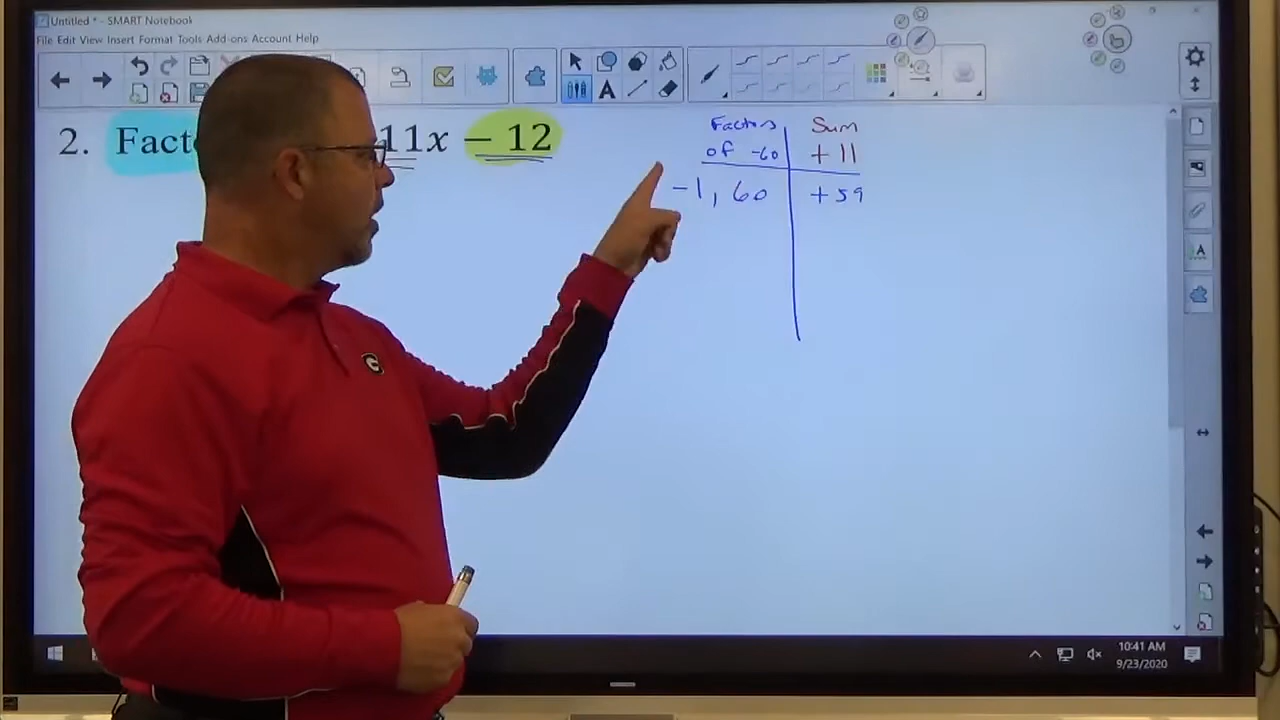 Untitled * - SMART Notebook
File Edit View Insert Format Tools Add-ons Account Help
2. Fact 11x − 12
Factors of -60
Sum +11
-1, 60
+59
10:41 AM
9/23/2020